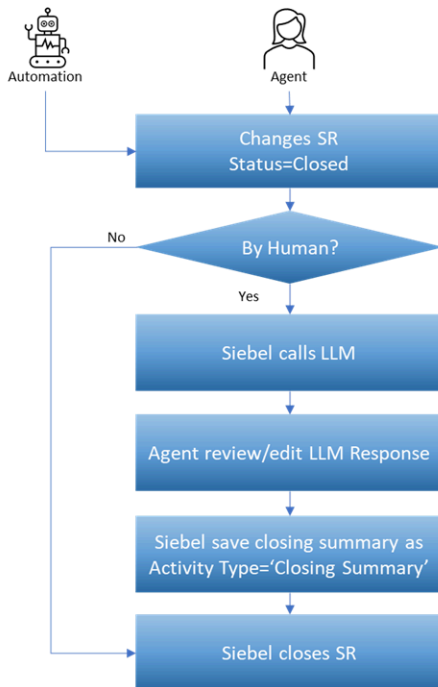 Automation
Agent
Changes SR
Status=Closed
No
By Human?
Yes
Siebel calls LLM
Agent review/edit LLM Response
Siebel save closing summary as
Activity Type=‘Closing Summary’
Siebel closes SR